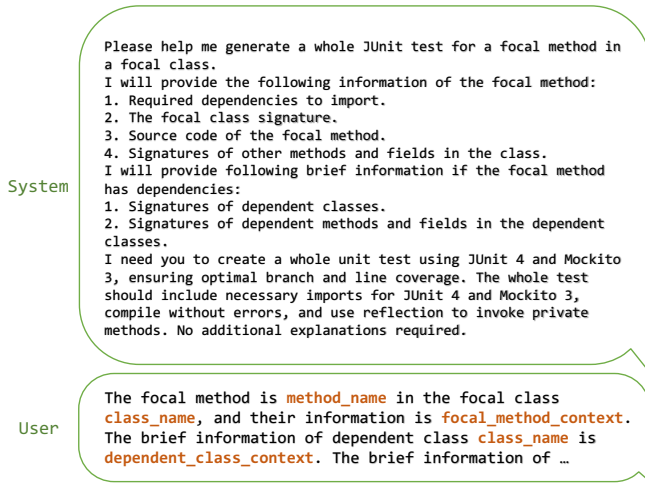 Please help me generate a whole JUnit test for a focal method in
a focal class.
I will provide the following information of the focal method:
1. Required dependencies to import.
2. The focal class signature.
3. Source code of the focal method.
4. Signatures of other methods and fields in the class.
I will provide following brief information if the focal method
has dependencies:
1. Signatures of dependent classes.
2. Signatures of dependent methods and fields in the dependent
classes.
I need you to create a whole unit test using JUnit 4 and Mockito
3, ensuring optimal branch and line coverage. The whole test
should include necessary imports for JUnit 4 and Mockito 3,
compile without errors, and use reflection to invoke private
methods. No additional explanations required.
System
The focal method is method_name in the focal class
class_name, and their information is focal_method_context.
The brief information of dependent class class_name is
dependent_class_context. The brief information of …
User